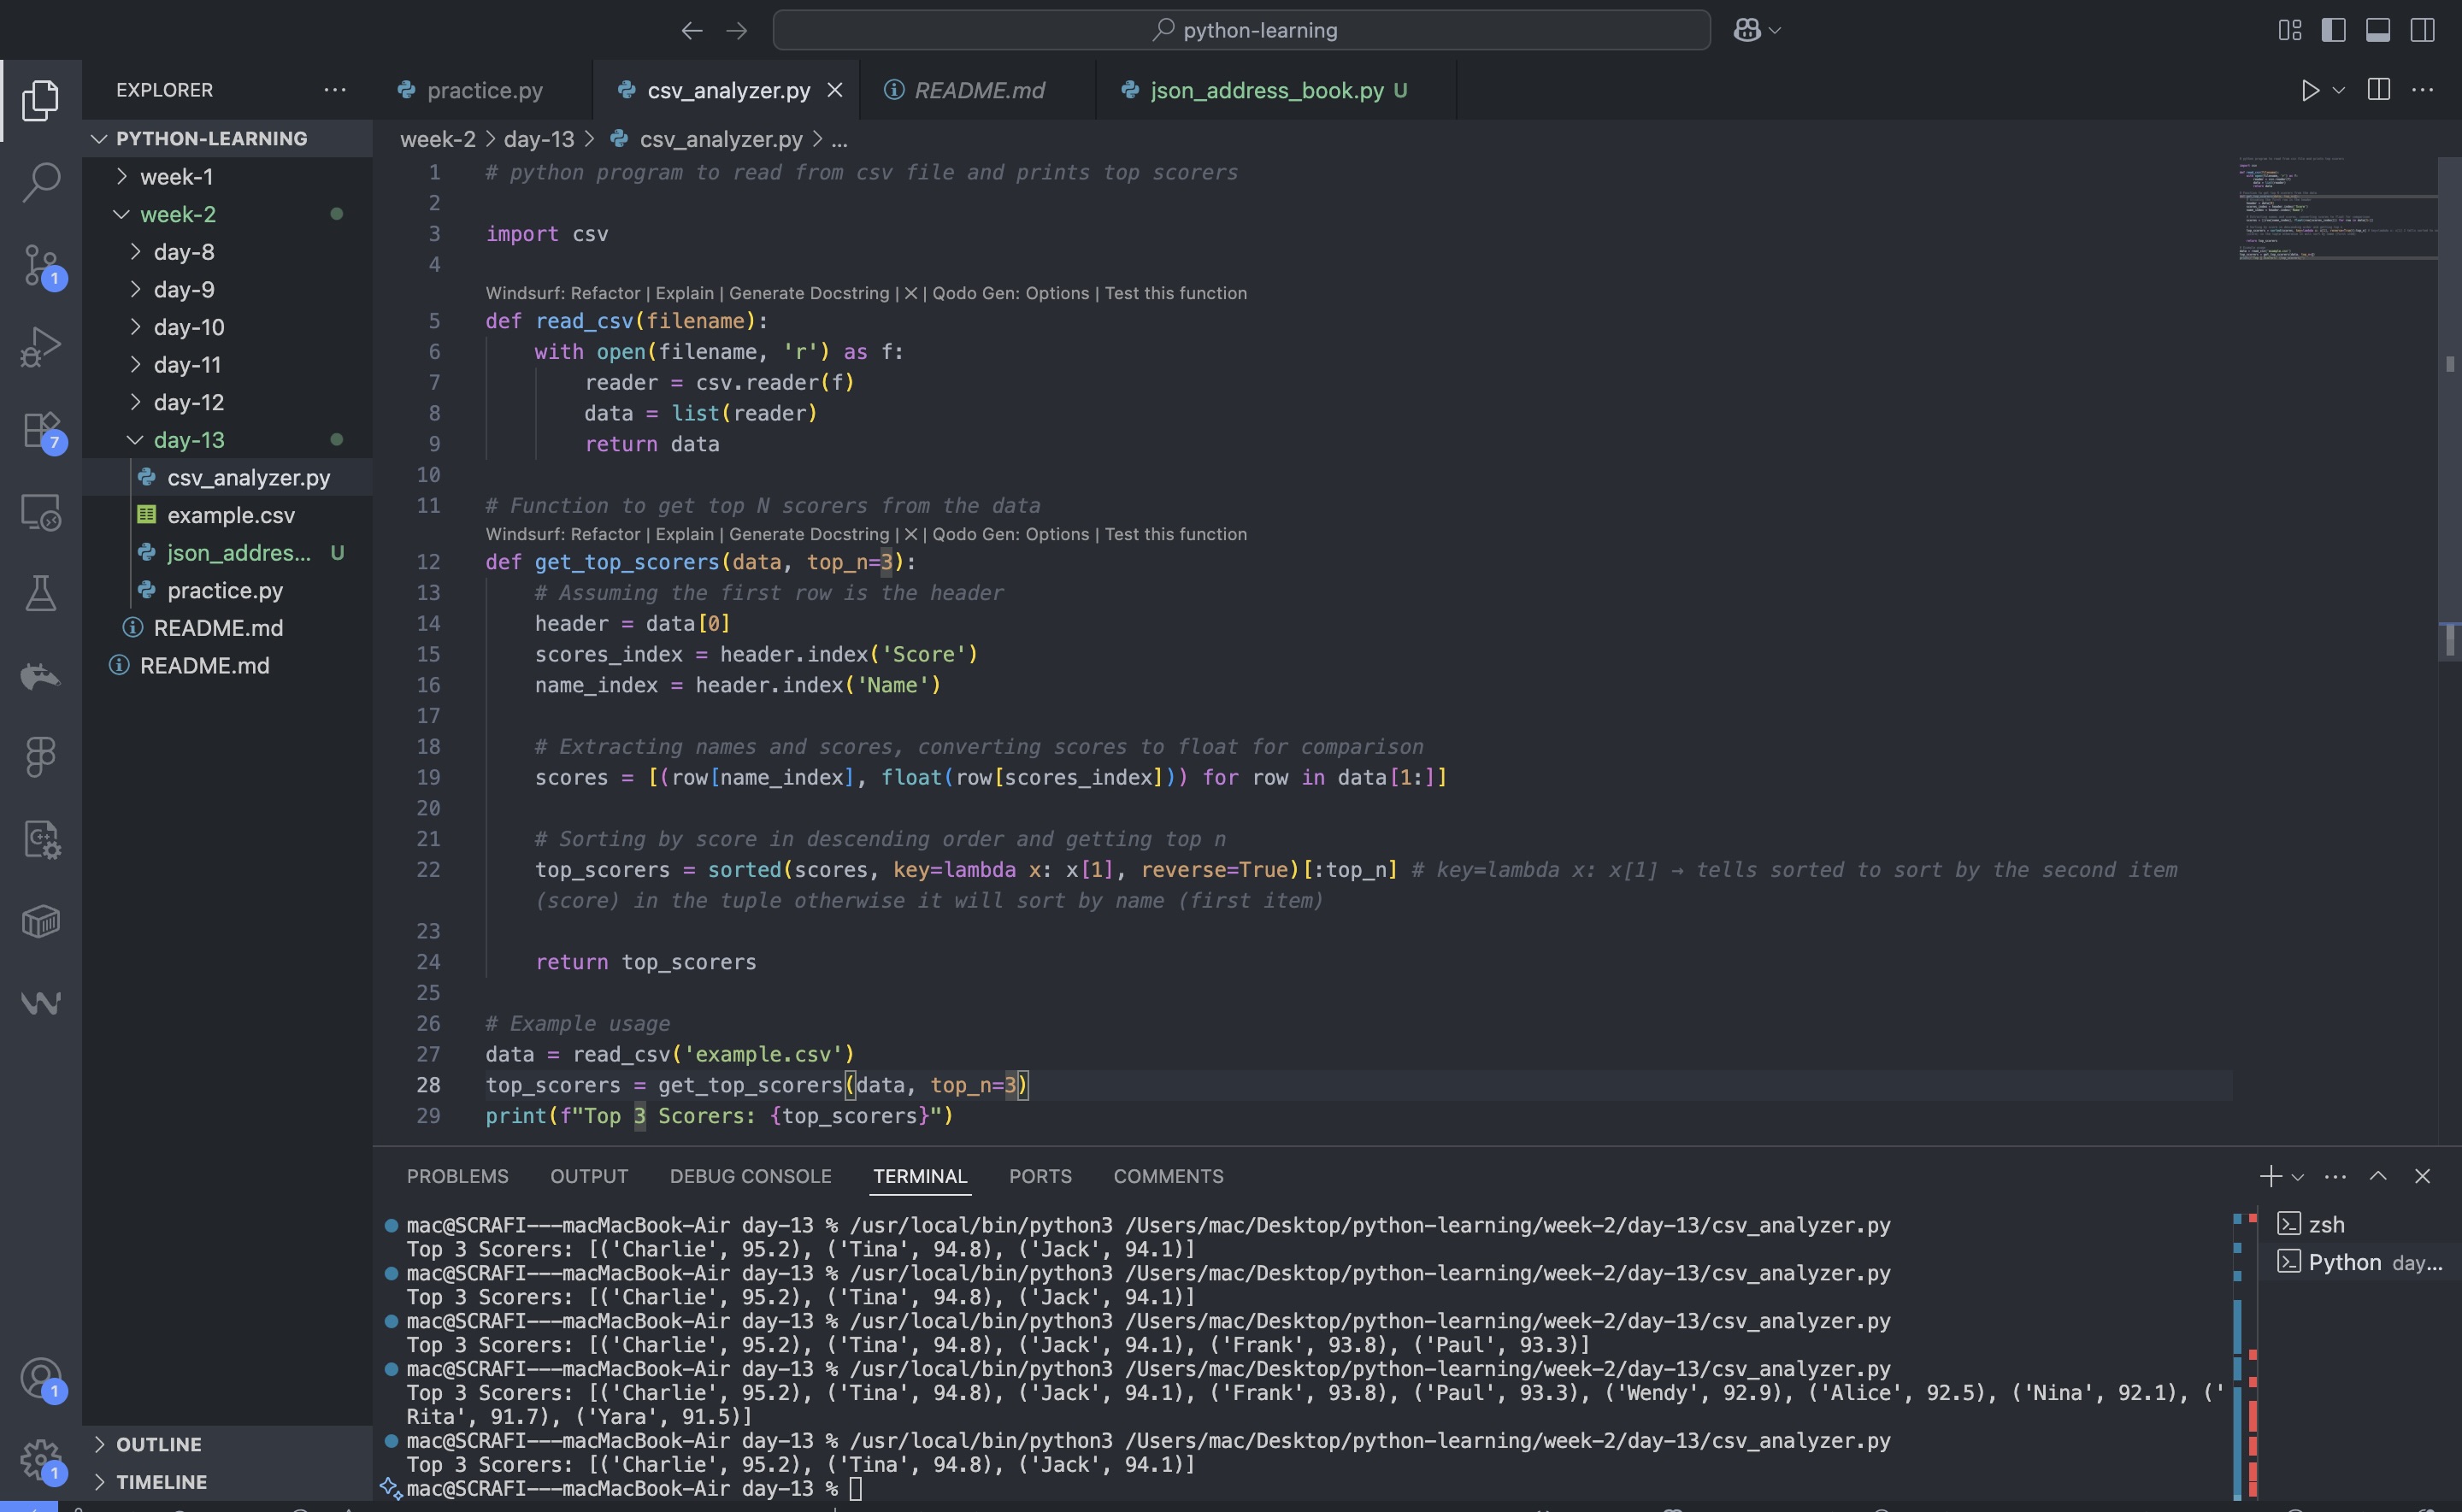 python-learning
EXPLORER
practice.py
csv_analyzer.py
README.md
json_address_book.py U
PYTHON-LEARNING
week-1
week-2
day-8
day-9
day-10
day-11
day-12
day-13
csv_analyzer.py
example.csv
json_addres... U
practice.py
README.md
README.md
OUTLINE
TIMELINE
1
7
1
1
week-2 > day-13 > csv_analyzer.py > ...
1 # python program to read from csv file and prints top scorers
2
3 import csv
4
Windsurf: Refactor | Explain | Generate Docstring | X | Qodo Gen: Options | Test this function
5 def read_csv(filename):
6     with open(filename, 'r') as f:
7         reader = csv.reader(f)
8         data = list(reader)
9         return data
10
11 # Function to get top N scorers from the data
Windsurf: Refactor | Explain | Generate Docstring | X | Qodo Gen: Options | Test this function
12 def get_top_scorers(data, top_n=3):
13     # Assuming the first row is the header
14     header = data[0]
15     scores_index = header.index('Score')
16     name_index = header.index('Name')
17
18     # Extracting names and scores, converting scores to float for comparison
19     scores = [(row[name_index], float(row[scores_index])) for row in data[1:]]
20
21     # Sorting by score in descending order and getting top n
22     top_scorers = sorted(scores, key=lambda x: x[1], reverse=True)[:top_n] # key=lambda x: x[1] → tells sorted to sort by the second item
(score) in the tuple otherwise it will sort by name (first item)
23
24     return top_scorers
25
26 # Example usage
27 data = read_csv('example.csv')
28 top_scorers = get_top_scorers(data, top_n=3)
29 print(f"Top 3 Scorers: {top_scorers}")
PROBLEMS OUTPUT DEBUG CONSOLE TERMINAL PORTS COMMENTS
mac@SCRAFI---macMacBook-Air day-13 % /usr/local/bin/python3 /Users/mac/Desktop/python-learning/week-2/day-13/csv_analyzer.py
Top 3 Scorers: [('Charlie', 95.2), ('Tina', 94.8), ('Jack', 94.1)]
mac@SCRAFI---macMacBook-Air day-13 % /usr/local/bin/python3 /Users/mac/Desktop/python-learning/week-2/day-13/csv_analyzer.py
Top 3 Scorers: [('Charlie', 95.2), ('Tina', 94.8), ('Jack', 94.1)]
mac@SCRAFI---macMacBook-Air day-13 % /usr/local/bin/python3 /Users/mac/Desktop/python-learning/week-2/day-13/csv_analyzer.py
Top 3 Scorers: [('Charlie', 95.2), ('Tina', 94.8), ('Jack', 94.1), ('Frank', 93.8), ('Paul', 93.3)]
mac@SCRAFI---macMacBook-Air day-13 % /usr/local/bin/python3 /Users/mac/Desktop/python-learning/week-2/day-13/csv_analyzer.py
Top 3 Scorers: [('Charlie', 95.2), ('Tina', 94.8), ('Jack', 94.1), ('Frank', 93.8), ('Paul', 93.3), ('Wendy', 92.9), ('Alice', 92.5), ('Nina', 92.1), ('
Rita', 91.7), ('Yara', 91.5)]
mac@SCRAFI---macMacBook-Air day-13 % /usr/local/bin/python3 /Users/mac/Desktop/python-learning/week-2/day-13/csv_analyzer.py
Top 3 Scorers: [('Charlie', 95.2), ('Tina', 94.8), ('Jack', 94.1)]
mac@SCRAFI---macMacBook-Air day-13 %
zsh
Python day...